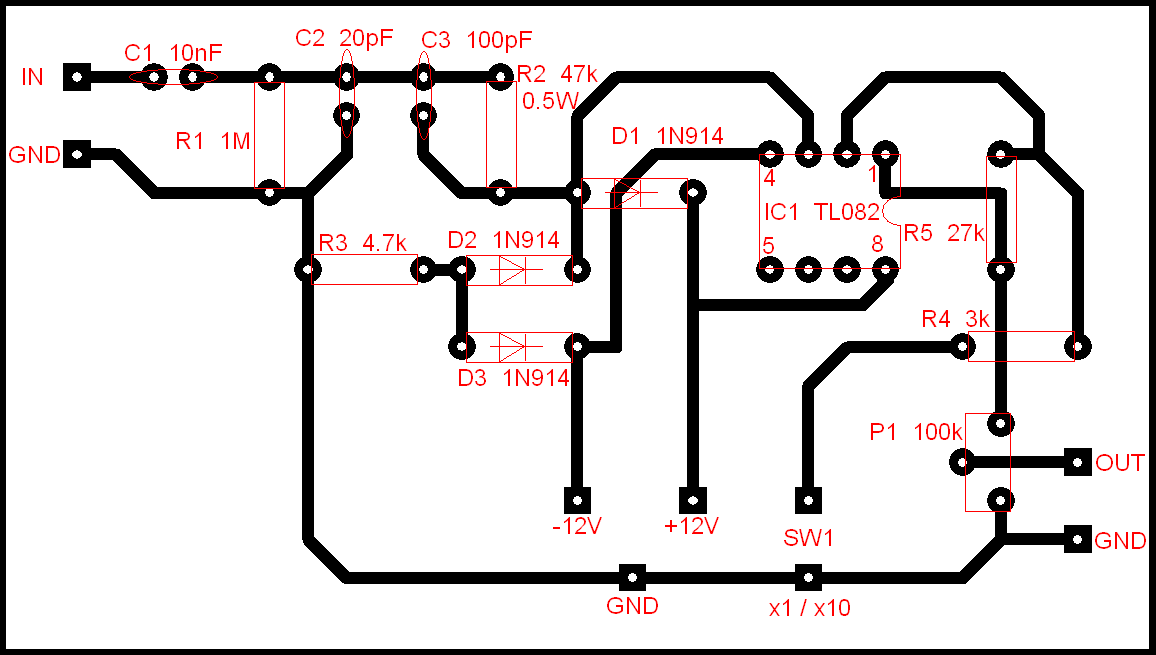 C1 10nF
C2 20pF
C3 100pF
IN
R2 47k
0.5W
R1 1M
D1 1N914
GND
4
1
IC1 TL082
R5 27k
R3 4.7k
D2 1N914
5
8
R4 3k
D3 1N914
P1 100k
OUT
-12V
+12V
SW1
GND
GND
x1 / x10